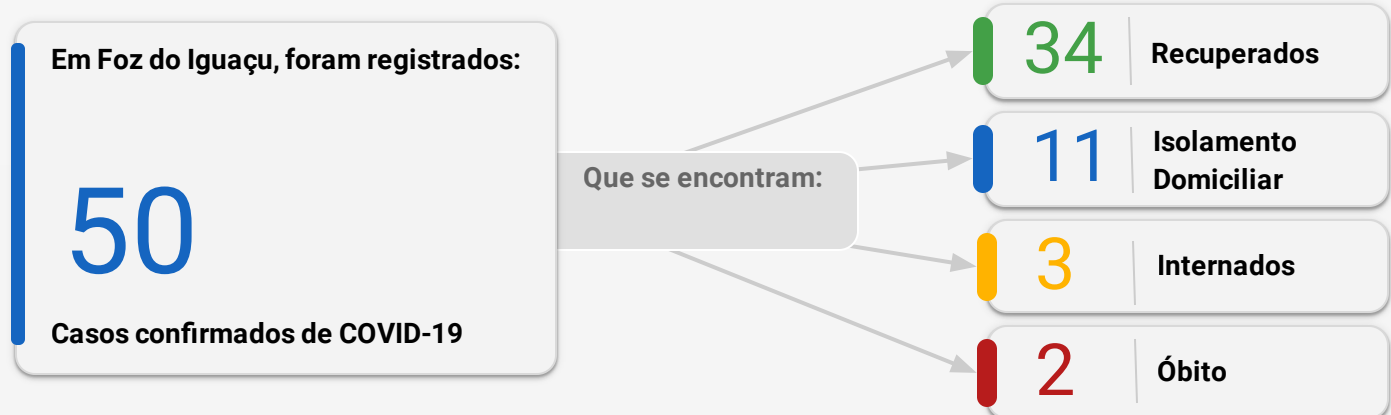 Em Foz do Iguaçu, foram registrados:
50
Casos confirmados de COVID-19
Que se encontram:
34 Recuperados
11 Isolamento
Domiciliar
3 Internados
2 Óbito